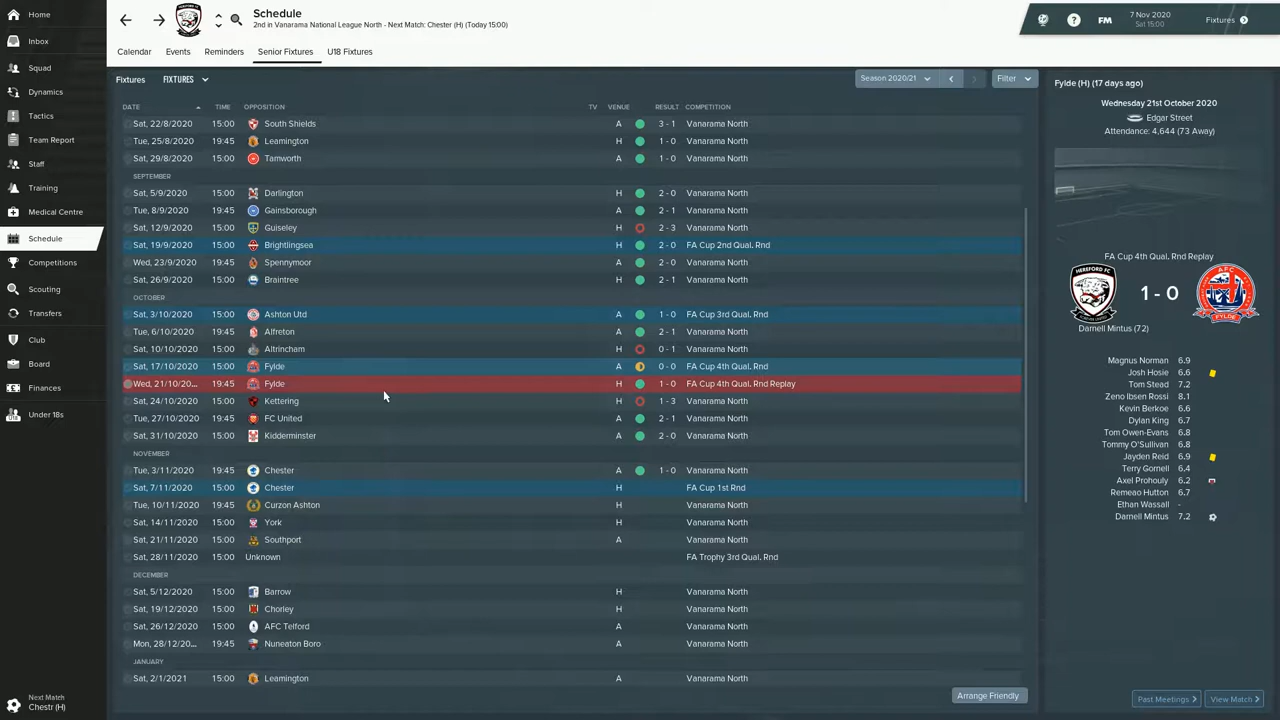 Home
Inbox
Squad
Dynamics
Tactics
Team Report
Staff
Training
Medical Centre
Schedule
Competitions
Scouting
Transfers
Club
Board
Finances
Under 18s
Next Match
Chestr (H)
Schedule
2nd in Vanarama National League North - Next Match: Chester (H) (Today 15:00)
FM
7 Nov 2020
Sat 15:00
Fixtures
Calendar Events Reminders Senior Fixtures U18 Fixtures
Fixtures FIXTURES
Season 2020/21
Filter
DATE TIME OPPOSITION TV VENUE RESULT COMPETITION
Sat, 22/8/2020 15:00 South Shields A 3 - 1 Vanarama North
Tue, 25/8/2020 19:45 Leamington H 1 - 0 Vanarama North
Sat, 29/8/2020 15:00 Tamworth A 1 - 0 Vanarama North
SEPTEMBER
Sat, 5/9/2020 15:00 Darlington H 2 - 0 Vanarama North
Tue, 8/9/2020 19:45 Gainsborough A 2 - 1 Vanarama North
Sat, 12/9/2020 15:00 Guiseley H 2 - 3 Vanarama North
Sat, 19/9/2020 15:00 Brightlingsea H 2 - 0 FA Cup 2nd Qual. Rnd
Wed, 23/9/2020 19:45 Spennymoor A 2 - 0 Vanarama North
Sat, 26/9/2020 15:00 Braintree H 2 - 1 Vanarama North
OCTOBER
Sat, 3/10/2020 15:00 Ashton Utd A 1 - 0 FA Cup 3rd Qual. Rnd
Tue, 6/10/2020 19:45 Alfreton A 2 - 1 Vanarama North
Sat, 10/10/2020 15:00 Altrincham H 0 - 1 Vanarama North
Sat, 17/10/2020 15:00 Fylde A 0 - 0 FA Cup 4th Qual. Rnd
Wed, 21/10/20... 19:45 Fylde H 1 - 0 FA Cup 4th Qual. Rnd Replay
Sat, 24/10/2020 15:00 Kettering H 1 - 3 Vanarama North
Tue, 27/10/2020 19:45 FC United A 2 - 1 Vanarama North
Sat, 31/10/2020 15:00 Kidderminster A 2 - 0 Vanarama North
NOVEMBER
Tue, 3/11/2020 19:45 Chester A 1 - 0 Vanarama North
Sat, 7/11/2020 15:00 Chester H FA Cup 1st Rnd
Tue, 10/11/2020 19:45 Curzon Ashton H Vanarama North
Sat, 14/11/2020 15:00 York H Vanarama North
Sat, 21/11/2020 15:00 Southport A Vanarama North
Sat, 28/11/2020 15:00 Unknown FA Trophy 3rd Qual. Rnd
DECEMBER
Sat, 5/12/2020 15:00 Barrow H Vanarama North
Sat, 19/12/2020 15:00 Chorley H Vanarama North
Sat, 26/12/2020 15:00 AFC Telford A Vanarama North
Mon, 28/12/20... 19:45 Nuneaton Boro A Vanarama North
JANUARY
Sat, 2/1/2021 15:00 Leamington A Vanarama North
Arrange Friendly
Fylde (H) (17 days ago)
Wednesday 21st October 2020
Edgar Street
Attendance: 4,644 (73 Away)
FA Cup 4th Qual. Rnd Replay
HEREFORD FC
1 - 0
AFC FYLDE
Darnell Mintus (72)
Magnus Norman 6.9
Josh Hosie 6.6
Tom Stead 7.2
Zeno Ibsen Rossi 8.1
Kevin Berkoe 6.6
Dylan King 6.7
Tom Owen-Evans 6.8
Tommy O'Sullivan 6.8
Jayden Reid 6.9
Terry Gornell 6.4
Axel Prohouly 6.2
Remeao Hutton 6.7
Ethan Wassall -
Darnell Mintus 7.2
Past Meetings
View Match